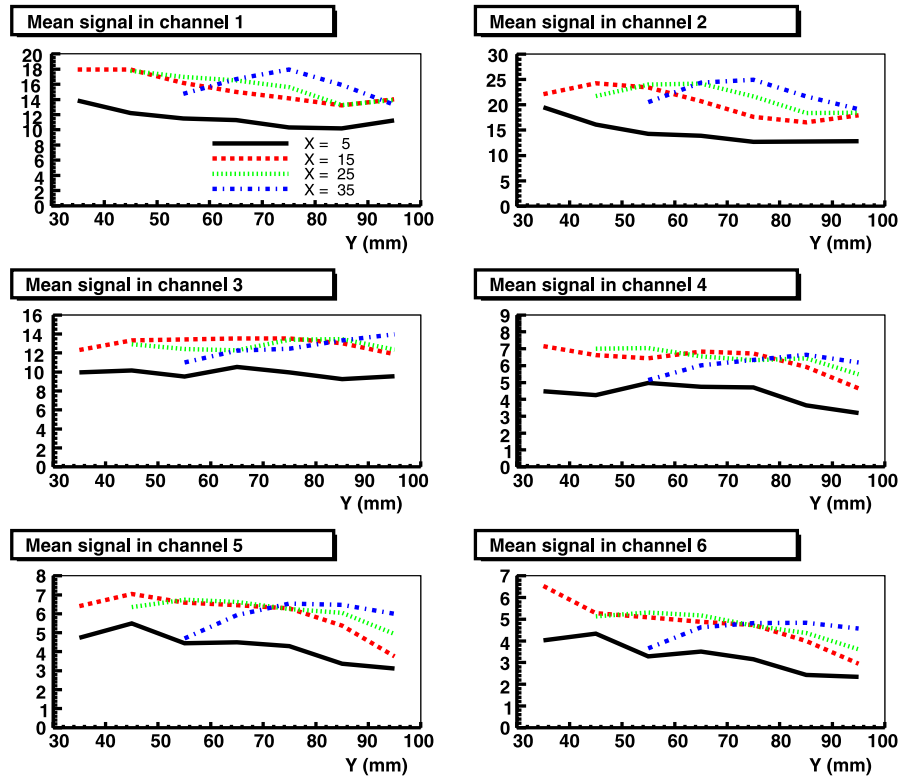 Mean signal in channel 1
20
18
16
14
12
10
8
6
4
2
0
X = 5
X = 15
X = 25
X = 35
30 40 50 60 70 80 90 100
Y (mm)
Mean signal in channel 2
30
25
20
15
10
5
0
30 40 50 60 70 80 90 100
Y (mm)
Mean signal in channel 3
16
14
12
10
8
6
4
2
0
30 40 50 60 70 80 90 100
Y (mm)
Mean signal in channel 4
9
8
7
6
5
4
3
2
1
0
30 40 50 60 70 80 90 100
Y (mm)
Mean signal in channel 5
8
7
6
5
4
3
2
1
0
30 40 50 60 70 80 90 100
Y (mm)
Mean signal in channel 6
7
6
5
4
3
2
1
0
30 40 50 60 70 80 90 100
Y (mm)